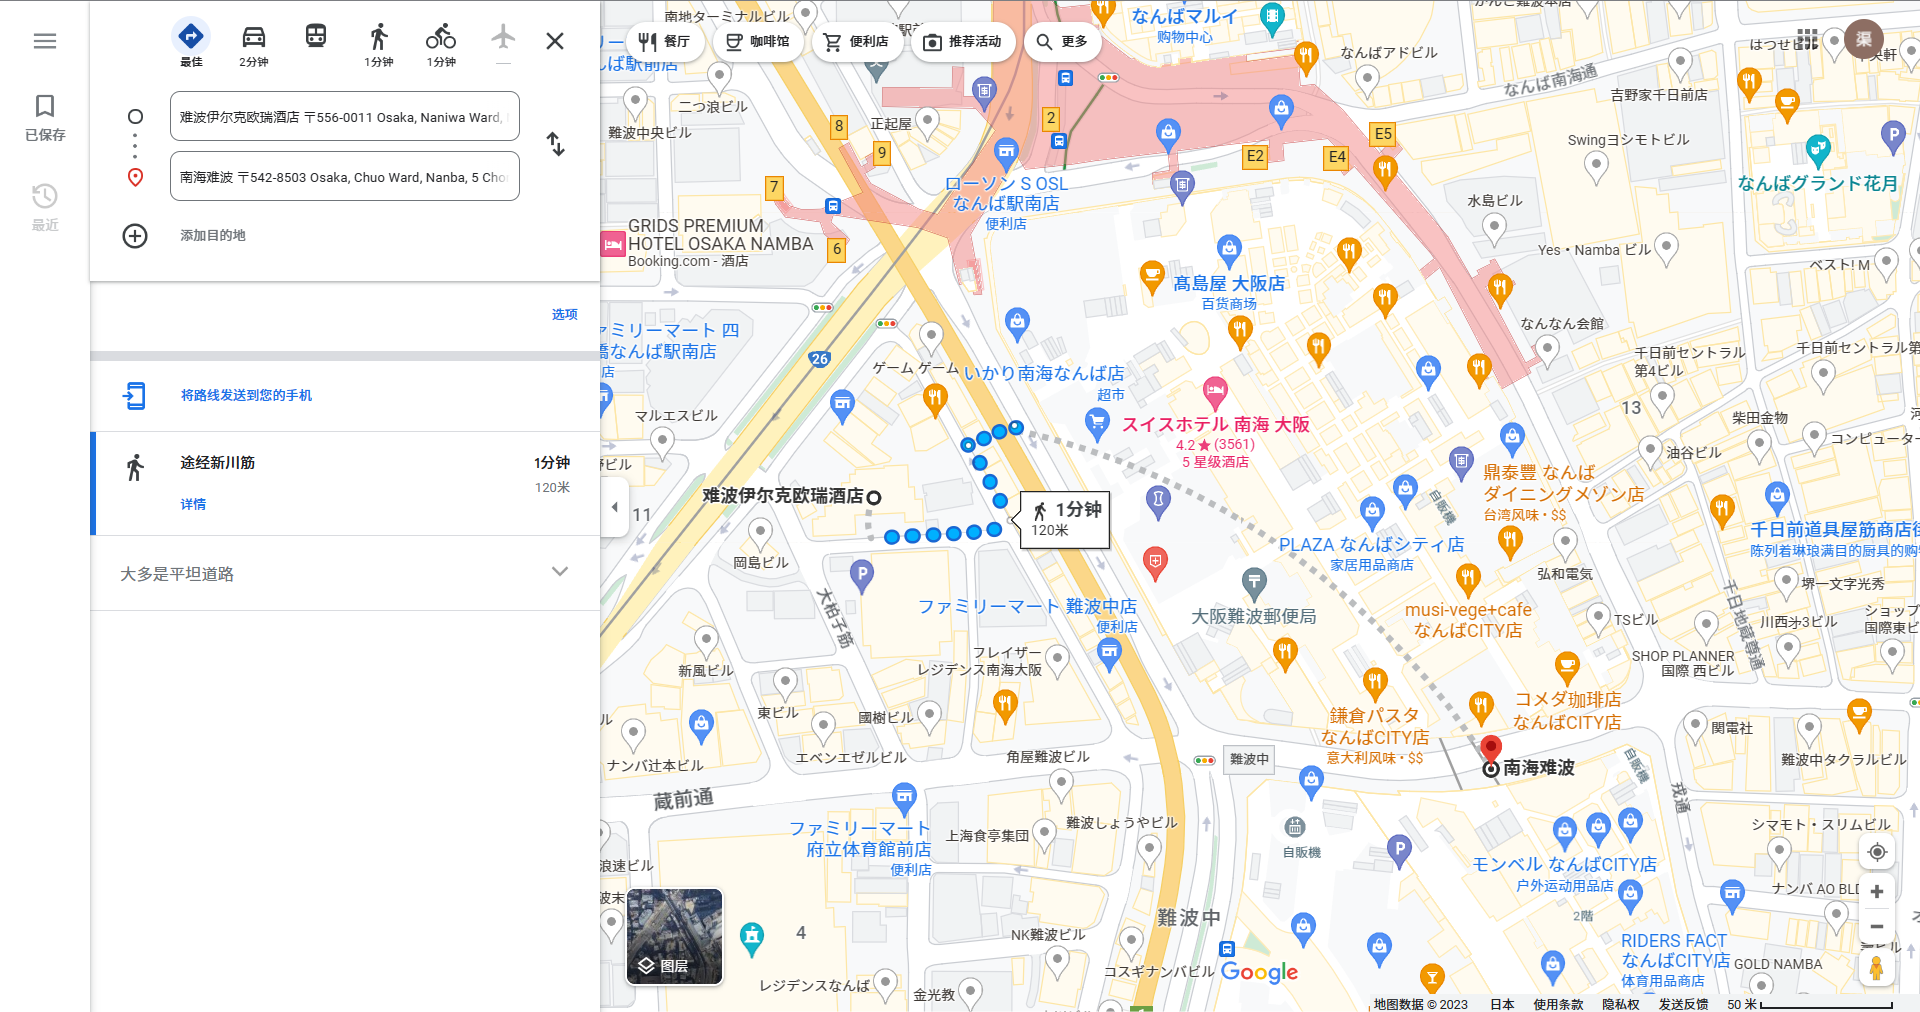 已保存
最近
最佳
2分钟
1分钟
1分钟
难波伊尔克欧瑞酒店 〒556-0011 Osaka, Naniwa Ward,
南海难波 〒542-8503 Osaka, Chuo Ward, Nanba, 5 Cho
添加目的地
选项
将路线发送到您的手机
途经新川筋
1分钟
120米
详情
大多是平坦道路
餐厅
咖啡馆
便利店
推荐活动
更多
渠
南地ターミナルビル
なんばマルイ
购物中心
なんばアドビル
なんば南海通
吉野家千日前店
はつせ
二つ浪ビル
難波中央ビル
正起屋
8
9
7
6
2
E2
E4
E5
Swingヨシモトビル
なんばグランド花月
ローソン S OSL
なんば駅南店
便利店
水島ビル
Yes・Namba ビル
ベスト! M
GRIDS PREMIUM
HOTEL OSAKA NAMBA
Booking.com - 酒店
髙島屋 大阪店
百货商场
なんなん会館
千日前セントラル
第4ビル
千日前セントラル第
ァミリーマート 四
橋なんば駅南店
店
26
ゲーム ゲーム
いかり南海なんば店
超市
マルエスビル
スイスホテル 南海 大阪
4.2★(3561)
5 星级酒店
13
柴田金物
コンピューター
油谷ビル
难波伊尔克欧瑞酒店
11
1分钟
120米
自販機
鼎泰豐 なんば
ダイニングメゾン店
台湾风味・$$
千日前道具屋筋商店街
陈列着琳琅满目的厨具的购
PLAZA なんばシティ店
家居用品商店
岡島ビル
大柏子筋
弘和電気
堺一文字光秀
千日地蔵尊通
ファミリーマート 難波中店
便利店
大阪難波郵便局
musi-vege+cafe
なんばCITY店
TSビル
川西ヰ3ビル
ショップ
国際東ビ
新風ビル
フレイザー
レジデンス南海大阪
SHOP PLANNER
国際 西ビル
東ビル
國樹ビル
コメダ珈琲店
なんばCITY店
鎌倉パスタ
なんばCITY店
意大利风味・$$
関電社
難波中タクラルビル
ナンバ辻本ビル
エベンエゼルビルヂ
角屋難波ビル
難波中
南海难波
自販機
戎通
蔵前通
ファミリーマート
府立体育館前店
便利店
上海食亭集団
難波しょうやビル
自販機
シマモト・スリムビル
モンベル なんばCITY店
户外运动用品店
浪速ビル
ナンバ AO BLD
2階
4
難波中
NK難波ビル
RIDERS FACT
なんばCITY店
体育用品商店
GOLD NAMBA
コスギナンバビル
レジデンスなんば
金光教
图层
Google
地图数据 © 2023 日本 使用条款 隐私权 发送反馈 50 米